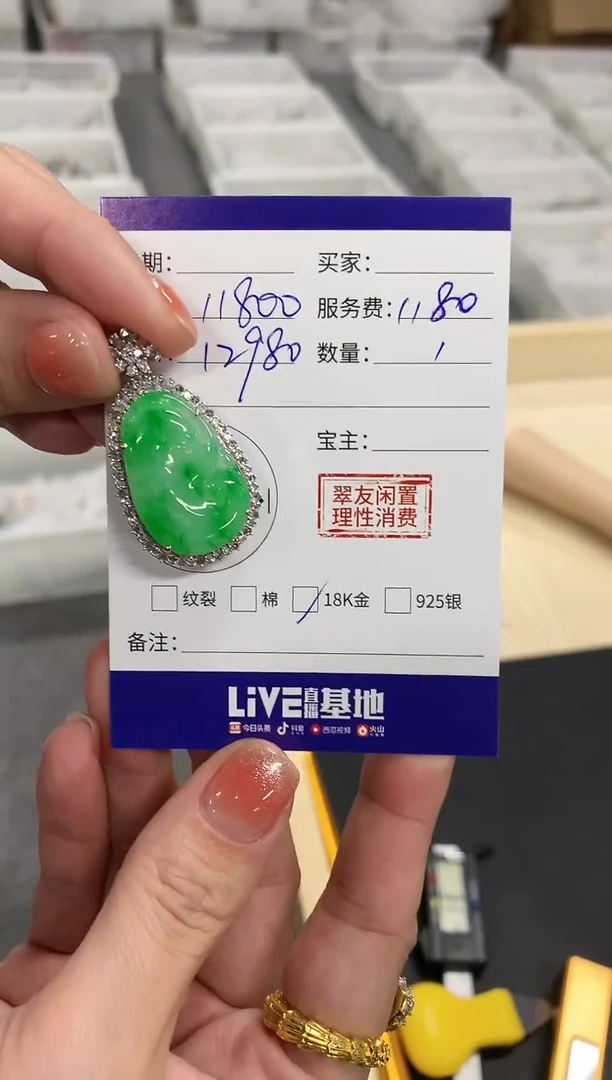 期: 买家:
11800 服务费: 1180
: 12980 数量: 1
宝主:
翠友闲置
理性消费
纹裂 棉 18K金 925银
备注:
LIVE直播基地
头条 今日头条 抖音 西瓜视频 火山